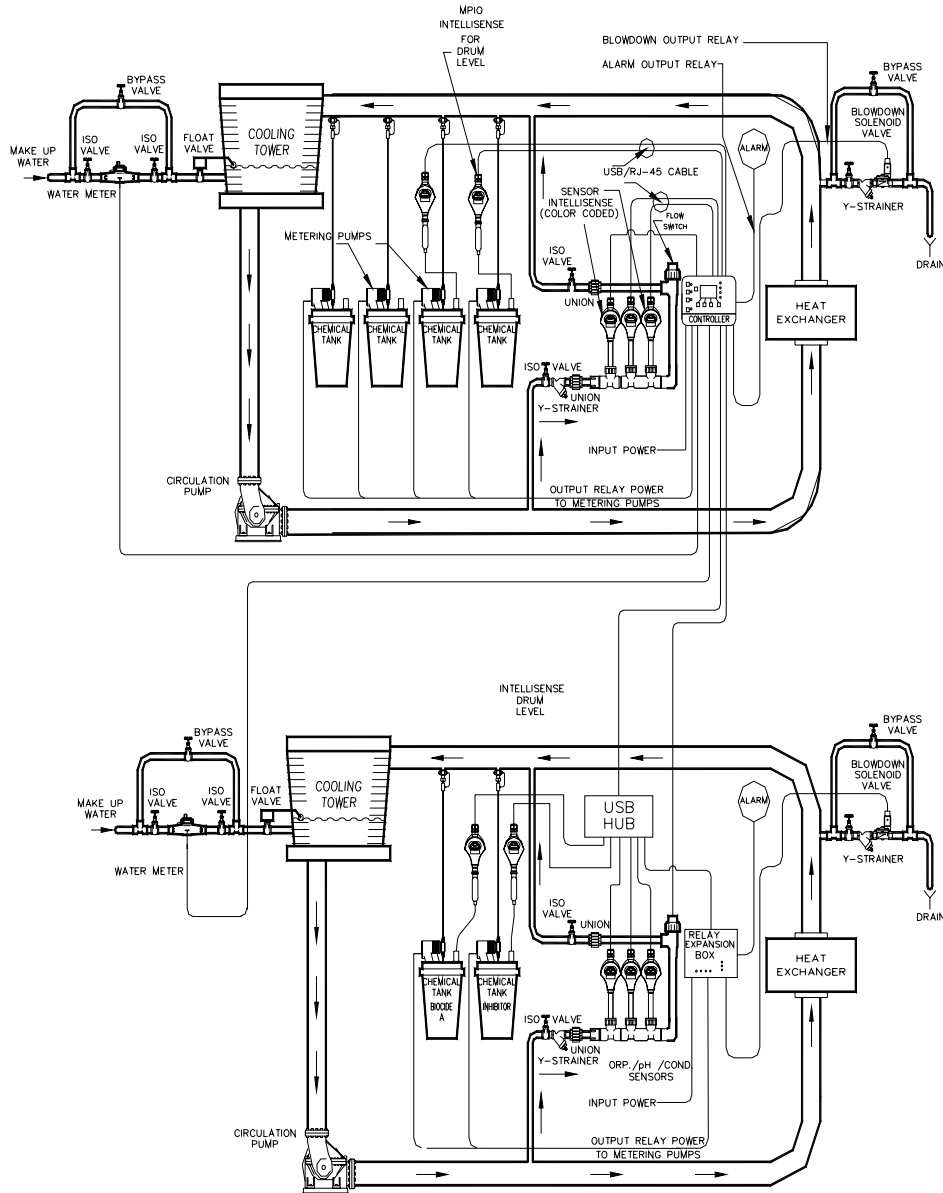 MPIO
INTELLISENSE
FOR
DRUM
LEVEL
BLOWDOWN OUTPUT RELAY
ALARM OUTPUT RELAY
BYPASS
VALVE
BYPASS
VALVE
MAKE UP
WATER
ISO
VALVE
ISO
VALVE
FLOAT
VALVE
COOLING
TOWER
WATER METER
BLOWDOWN
SOLENOID
VALVE
ALARM
USB/RJ-45 CABLE
SENSOR
INTELLISENSE
(COLOR CODED)
FLOW
SWITCH
Y-STRAINER
DRAIN
METERING PUMPS
ISO
VALVE
UNION
CONTROLLER
HEAT
EXCHANGER
CHEMICAL
TANK
CHEMICAL
TANK
CHEMICAL
TANK
CHEMICAL
TANK
ISO VALVE
UNION
Y-STRAINER
INPUT POWER
CIRCULATION
PUMP
OUTPUT RELAY POWER
TO METERING PUMPS
INTELLISENSE
DRUM
LEVEL
BYPASS
VALVE
BYPASS
VALVE
MAKE UP
WATER
ISO
VALVE
ISO
VALVE
FLOAT
VALVE
COOLING
TOWER
WATER METER
USB
HUB
ALARM
BLOWDOWN
SOLENOID
VALVE
Y-STRAINER
DRAIN
ISO
VALVE
UNION
RELAY
EXPANSION
BOX
HEAT
EXCHANGER
CHEMICAL
TANK
BIOCIDE
A
CHEMICAL
TANK
INHIBITOR
ISO VALVE
UNION
Y-STRAINER
ORP./pH /COND.
SENSORS
INPUT POWER
CIRCULATION
PUMP
OUTPUT RELAY POWER
TO METERING PUMPS